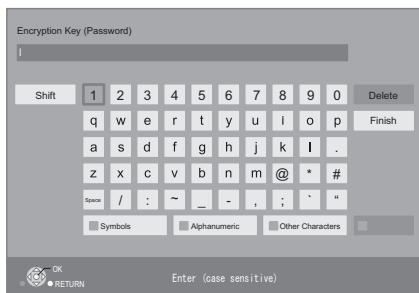 Encryption Key (Password)
Shift 1 2 3 4 5 6 7 8 9 0 Delete
q w e r t y u i o p Finish
a s d f g h j k l .
z x c v b n m @ * #
Space / : ~ _ - , ; ` “
Symbols Alphanumeric Other Characters
OK
RETURN
Enter (case sensitive)